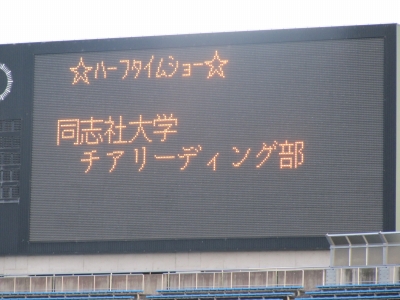 ☆ハーフタイムショー☆
同志社大学
チアリーディング部